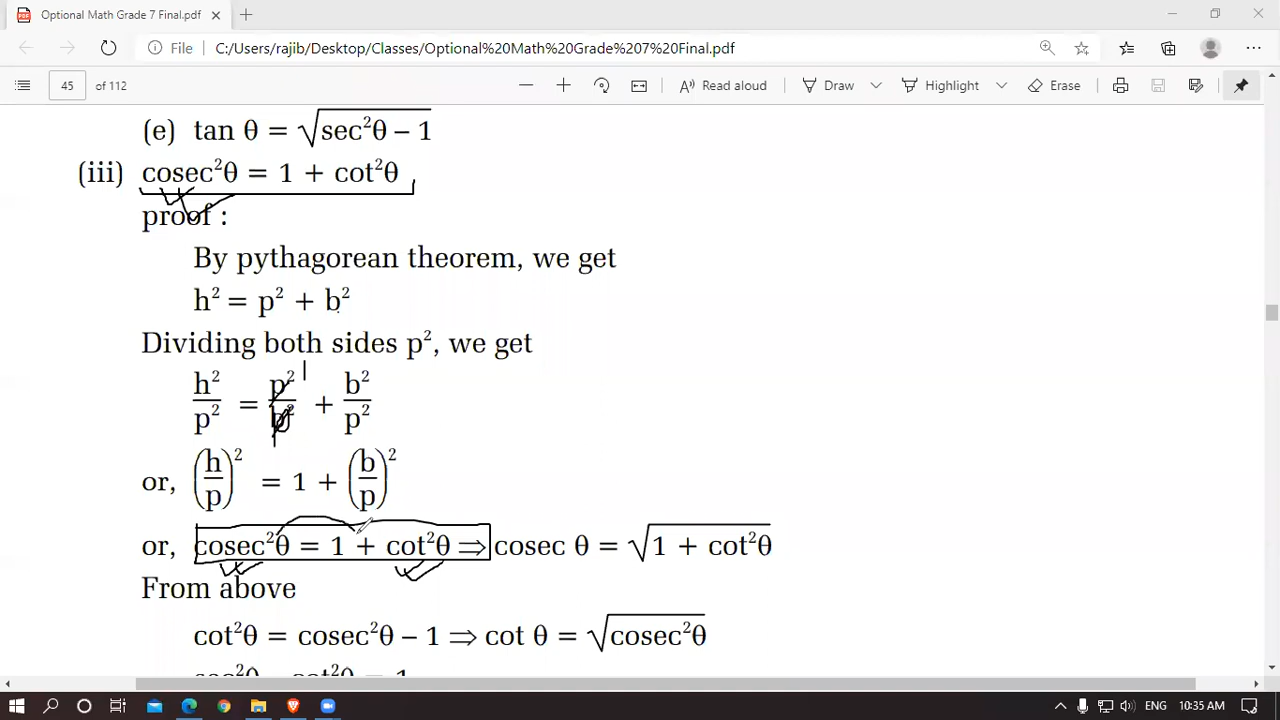 Optional Math Grade 7 Final.pdf
File C:/Users/rajib/Desktop/Classes/Optional%20Math%20Grade%207%20Final.pdf
45 of 112 Read aloud Draw Highlight Erase
(e) tan θ = √(sec²θ – 1)
(iii) cosec²θ = 1 + cot²θ
proof :
By pythagorean theorem, we get
h² = p² + b²
Dividing both sides p², we get
h²/p² = p²/p² + b²/p²
or, (h/p)² = 1 + (b/p)²
or, cosec²θ = 1 + cot²θ ⇒ cosec θ = √(1 + cot²θ)
From above
cot²θ = cosec²θ – 1 ⇒ cot θ = √(cosec²θ)
ENG 10:35 AM